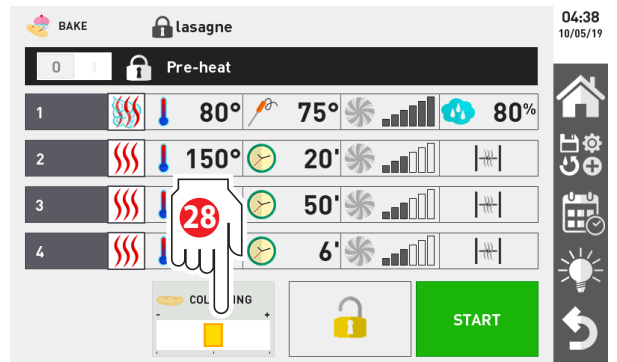 BAKE
lasagne
04:38
10/05/19
0 I
Pre-heat
1 80° 75° 80%
2 150° 20'
3 50'
28
4 6'
NG
- +
START